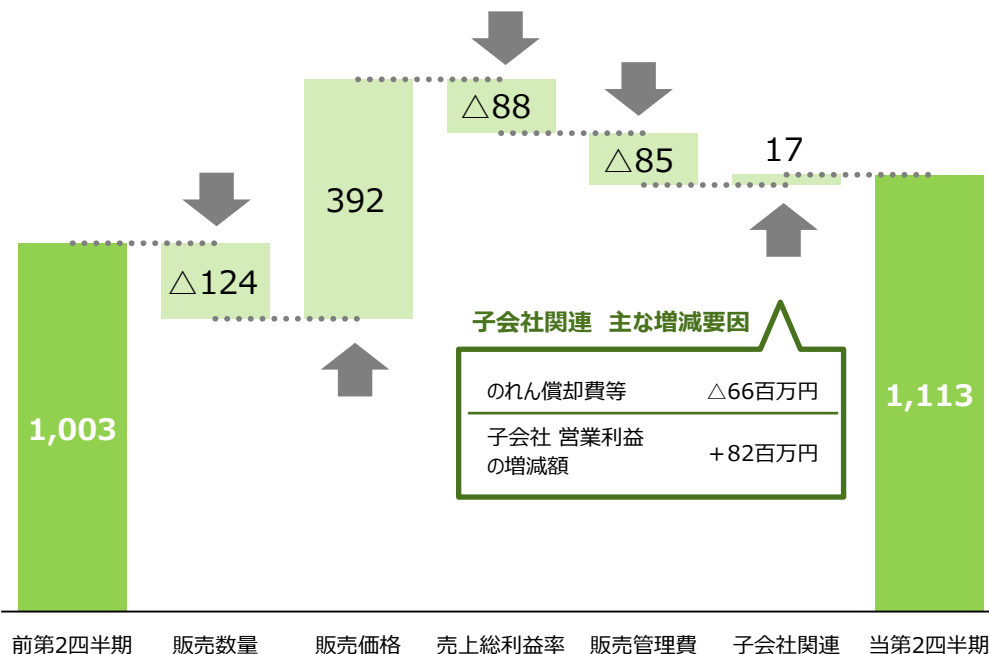 △88
17
△85
392
△124
子会社関連 主な増減要因
のれん償却費等 △66百万円
子会社 営業利益
の増減額
+82百万円
1,113
1,003
前第2四半期 販売数量 販売価格 売上総利益率 販売管理費 子会社関連 当第2四半期